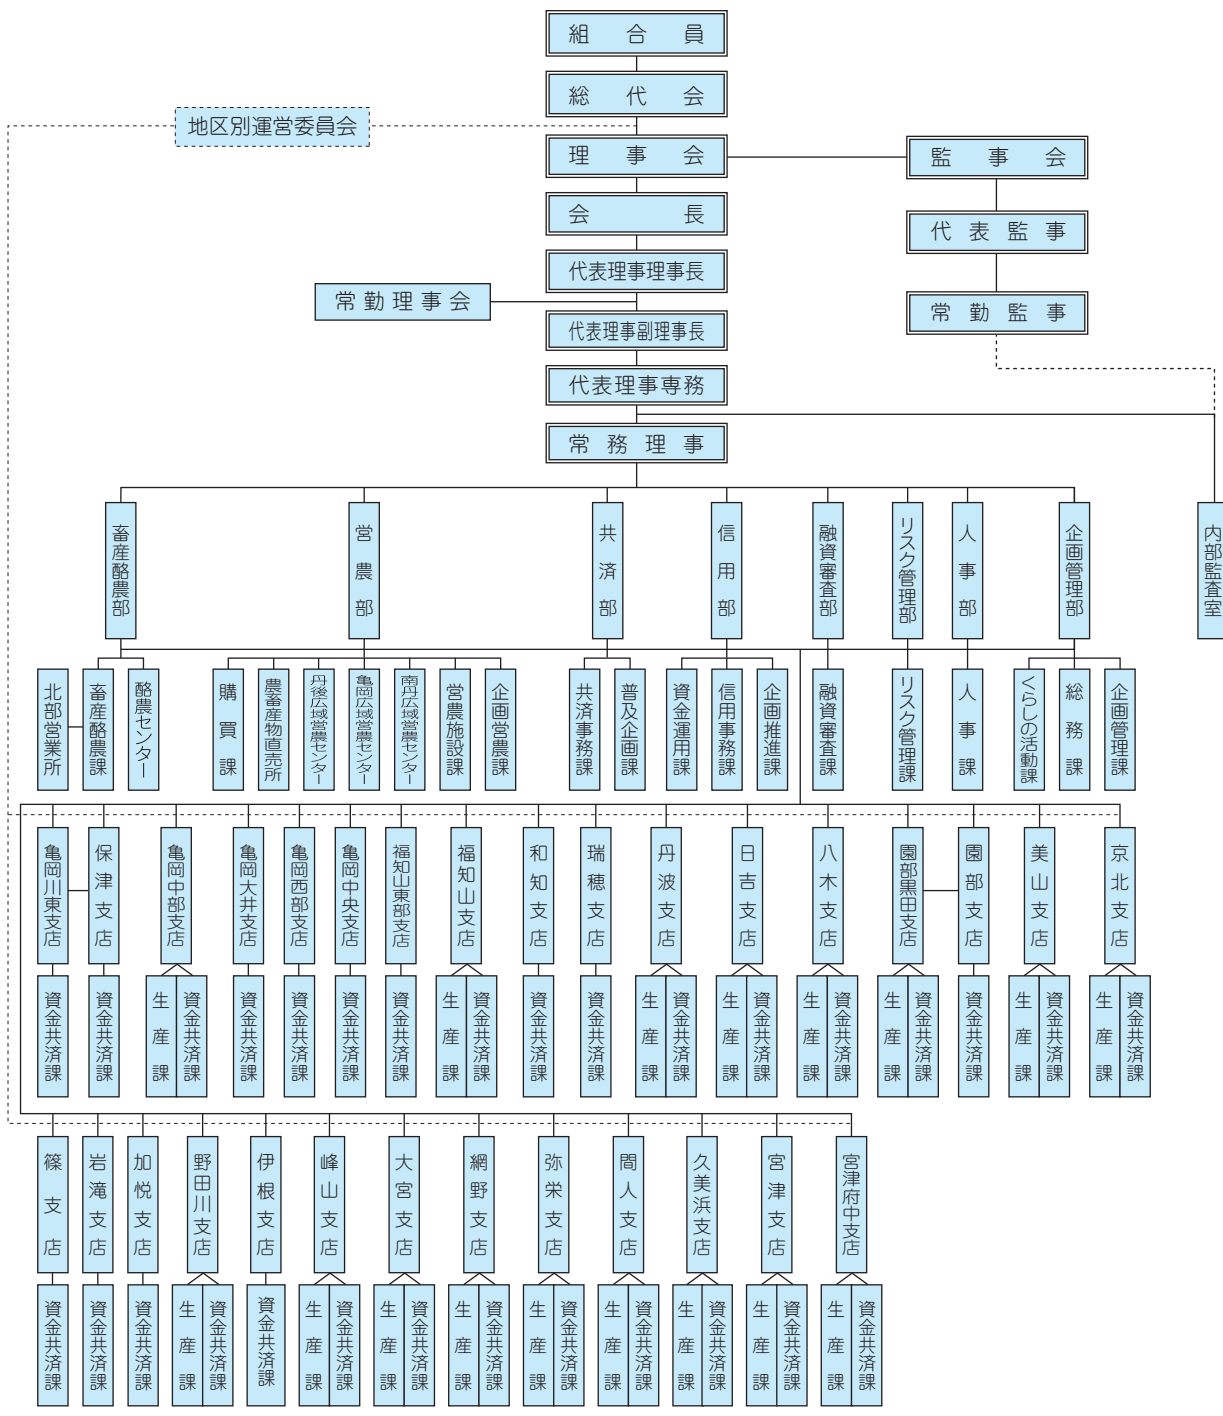 組合員
総代会
地区別運営委員会
理事会
監事会
会長
代表監事
代表理事理事長
常勤理事会
常勤監事
代表理事副理事長
代表理事専務
常務理事
畜産酪農部
営農部
共済部
信用部
融資審査部
リスク管理部
人事部
企画管理部
内部監査室
北部営業所
畜産酪農課
酪農センター
購買課
農畜産物直売所
丹後広域営農センター
亀岡広域営農センター
南丹広域営農センター
営農施設課
企画営農課
共済事務課
普及企画課
資金運用課
信用事務課
企画推進課
融資審査課
リスク管理課
人事課
くらしの活動課
総務課
企画管理課
亀岡川東支店
保津支店
亀岡中部支店
亀岡大井支店
亀岡西部支店
亀岡中央支店
福知山東部支店
福知山支店
和知支店
瑞穂支店
丹波支店
日吉支店
八木支店
園部黒田支店
園部支店
美山支店
京北支店
資金共済課
資金共済課
生産課
資金共済課
資金共済課
資金共済課
資金共済課
資金共済課
生産課
資金共済課
資金共済課
資金共済課
生産課
資金共済課
生産課
資金共済課
生産課
資金共済課
生産課
資金共済課
資金共済課
生産課
資金共済課
生産課
資金共済課
篠支店
岩滝支店
加悦支店
野田川支店
伊根支店
峰山支店
大宮支店
網野支店
弥栄支店
間人支店
久美浜支店
宮津支店
宮津府中支店
資金共済課
資金共済課
資金共済課
生産課
資金共済課
資金共済課
生産課
資金共済課
生産課
資金共済課
生産課
資金共済課
生産課
資金共済課
生産課
資金共済課
生産課
資金共済課
生産課
資金共済課
生産課
資金共済課